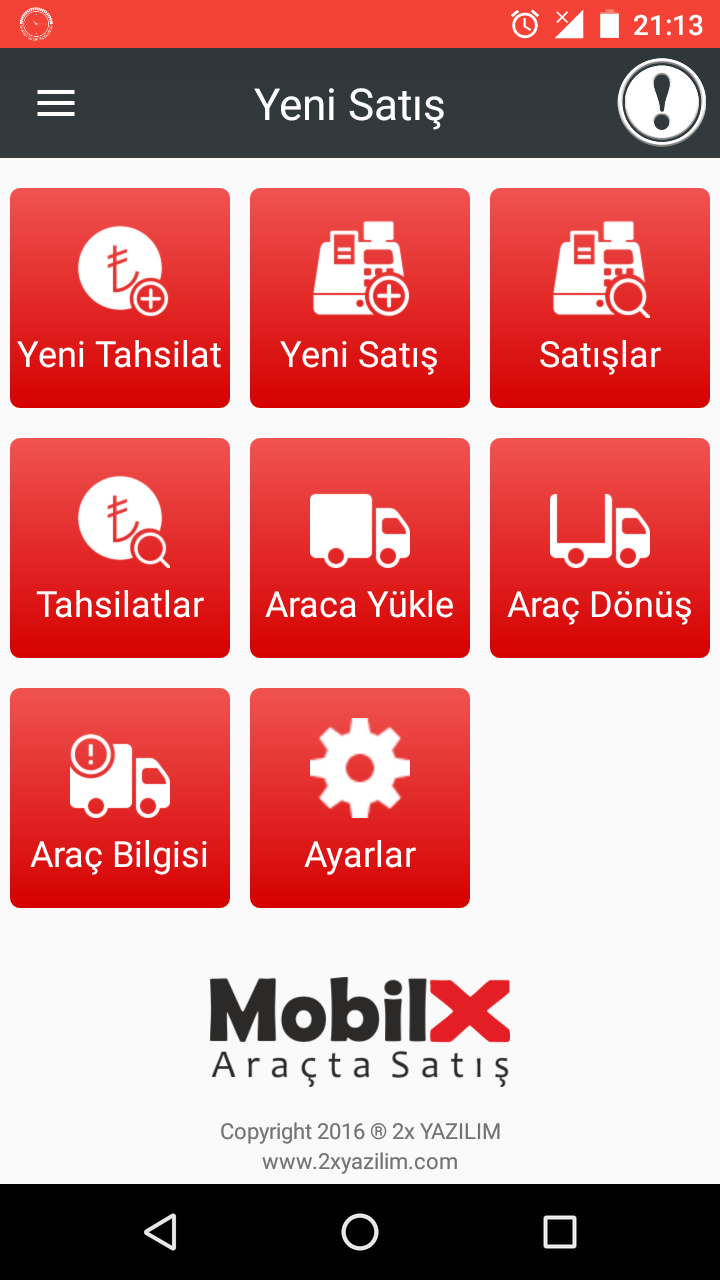 21:13
Yeni Satış
Yeni Tahsilat
Yeni Satış
Satışlar
Tahsilatlar
Araca Yükle
Araç Dönüş
Araç Bilgisi
Ayarlar
MobilX
Araçta Satış
Copyright 2016 ® 2x YAZILIM
www.2xyazilim.com